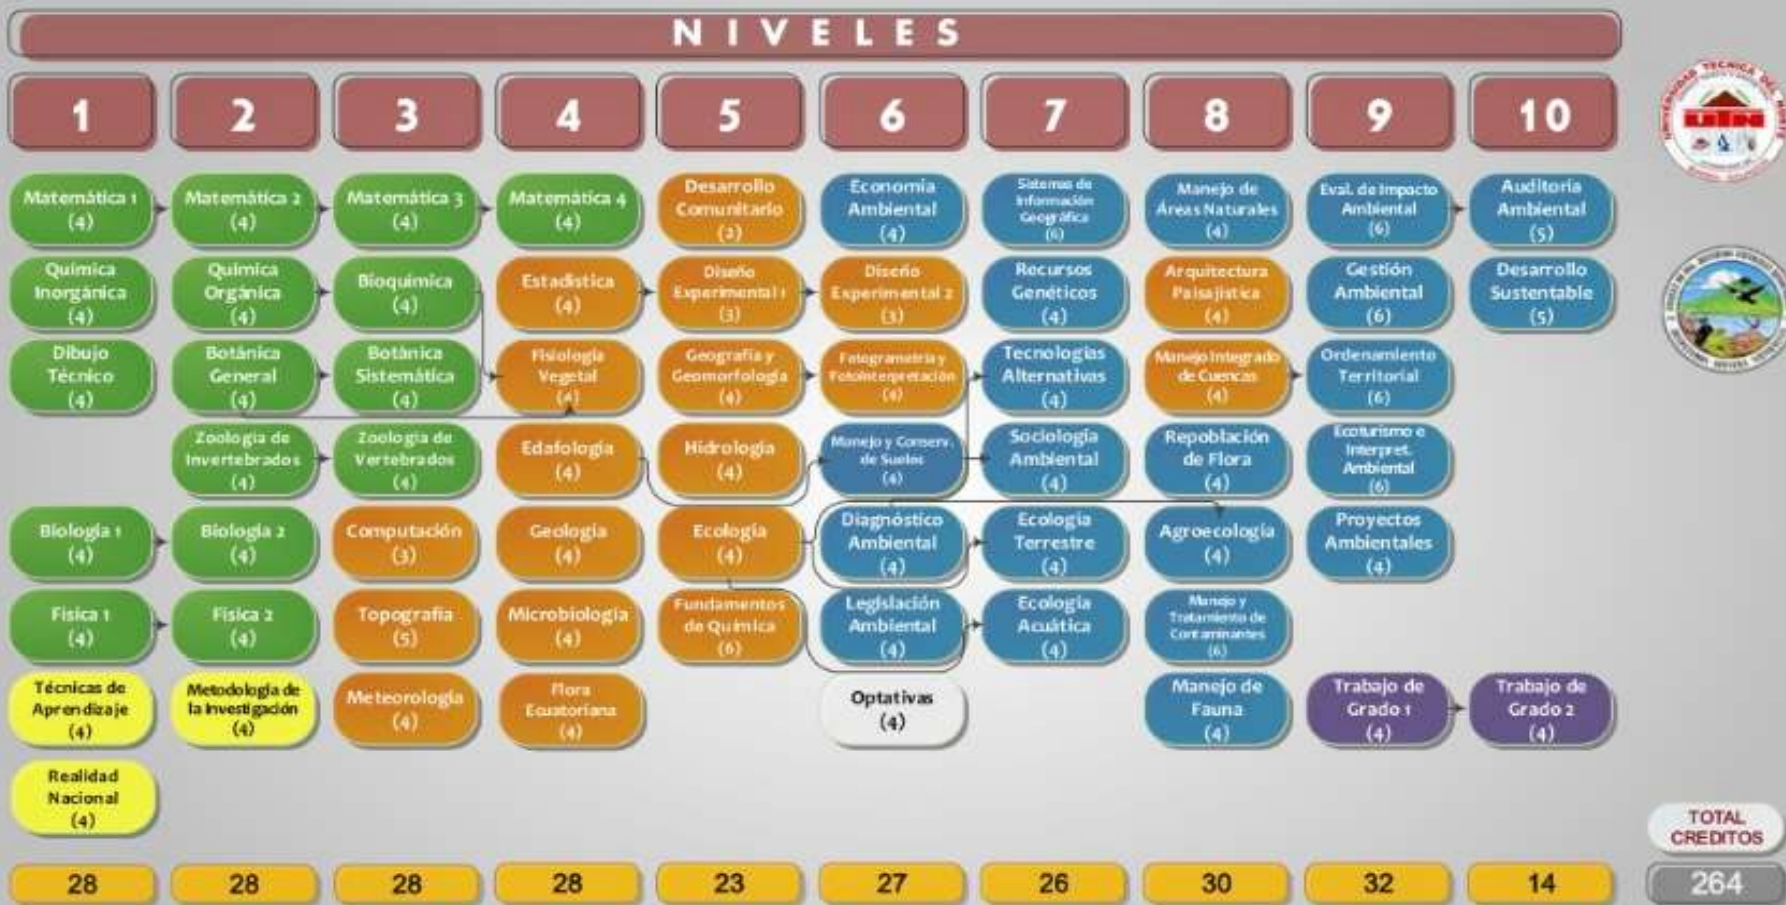 NIVELES
1 2 3 4 5 6 7 8 9 10
Matemática 1
(4)
Matemática 2
(4)
Matemática 3
(4)
Matemática 4
(4)
Desarrollo
Comunitario
(2)
Economía
Ambiental
(4)
Sistemas de
Información
Geográfica
(6)
Manejo de
Áreas Naturales
(4)
Eval. de Impacto
Ambiental
(6)
Auditoría
Ambiental
(5)
Química
Inorgánica
(4)
Química
Orgánica
(4)
Bioquímica
(4)
Estadística
(4)
Diseño
Experimental 1
(3)
Diseño
Experimental 2
(3)
Recursos
Genéticos
(4)
Arquitectura
Paisajística
(4)
Gestión
Ambiental
(6)
Desarrollo
Sustentable
(5)
Dibujo
Técnico
(4)
Botánica
General
(4)
Botánica
Sistemática
(4)
Fisiología
Vegetal
(4)
Geografía y
Geomorfología
(4)
Fotogrametría y
Fotointerpretación
(4)
Tecnologías
Alternativas
(4)
Manejo Integrado
de Cuencas
(4)
Ordenamiento
Territorial
(6)
Zoología de
Invertebrados
(4)
Zoología de
Vertebrados
(4)
Edafología
(4)
Hidrología
(4)
Manejo y Conserv.
de Suelos
(4)
Sociología
Ambiental
(4)
Repoblación
de Flora
(4)
Ecoturismo e
Interpret.
Ambiental
(6)
Biología 1
(4)
Biología 2
(4)
Computación
(3)
Geología
(4)
Ecología
(4)
Diagnóstico
Ambiental
(4)
Ecología
Terrestre
(4)
Agroecología
(4)
Proyectos
Ambientales
(4)
Física 1
(4)
Física 2
(4)
Topografía
(5)
Microbiología
(4)
Fundamentos
de Química
(6)
Legislación
Ambiental
(4)
Ecología
Acuática
(4)
Manejo y
Tratamiento de
Contaminantes
(6)
Técnicas de
Aprendizaje
(4)
Metodología de
la Investigación
(4)
Meteorología
(4)
Flora
Ecuatoriana
(4)
Optativas
(4)
Manejo de
Fauna
(4)
Trabajo de
Grado 1
(4)
Trabajo de
Grado 2
(4)
Realidad
Nacional
(4)
28 28 28 28 23 27 26 30 32 14
TOTAL
CREDITOS
264
UNIVERSIDAD TECNICA DEL NORTE
UTN